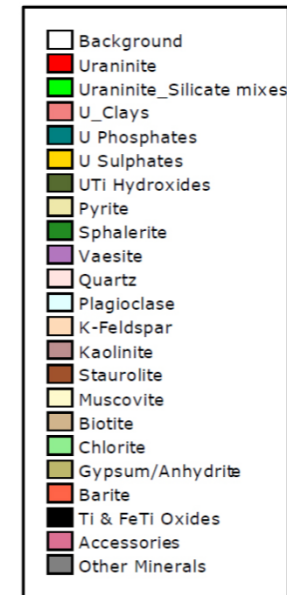 Background
Uraninite
Uraninite_Silicate mixes
U_Clays
U Phosphates
U Sulphates
UTi Hydroxides
Pyrite
Sphalerite
Vaesite
Quartz
Plagioclase
K-Feldspar
Kaolinite
Staurolite
Muscovite
Biotite
Chlorite
Gypsum/Anhydrite
Barite
Ti & FeTi Oxides
Accessories
Other Minerals